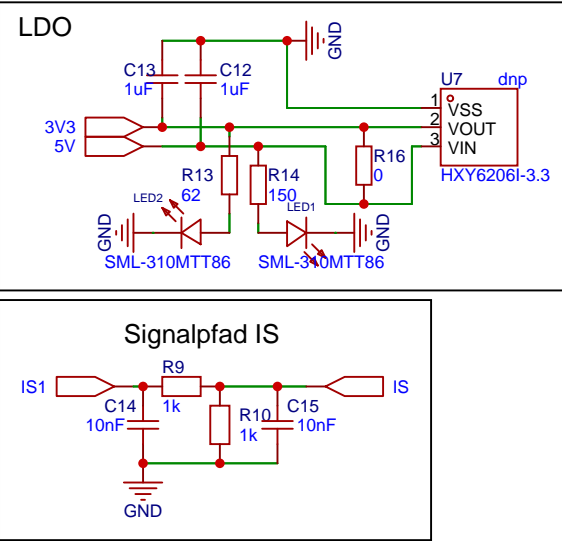 LDO
GND
C13
1uF
C12
1uF
U7
dnp
1
VSS
2
VOUT
3
VIN
HXY6206I-3.3
3V3
5V
R13
62
R14
150
R16
0
LED2
LED1
GND
GND
SML-310MTT86
SML-310MTT86
Signalpfad IS
R9
1k
IS1
IS
C14
10nF
R10
1k
C15
10nF
GND